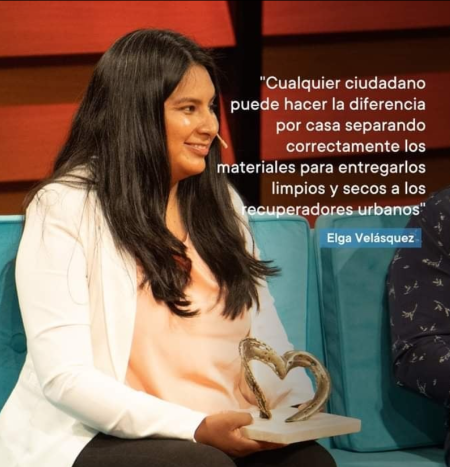 "Cualquier ciudadano
puede hacer la diferencia
por casa separando
correctamente los
materiales para entregarlos
limpios y secos a los
recuperadores urbanos"
Elga Velásquez